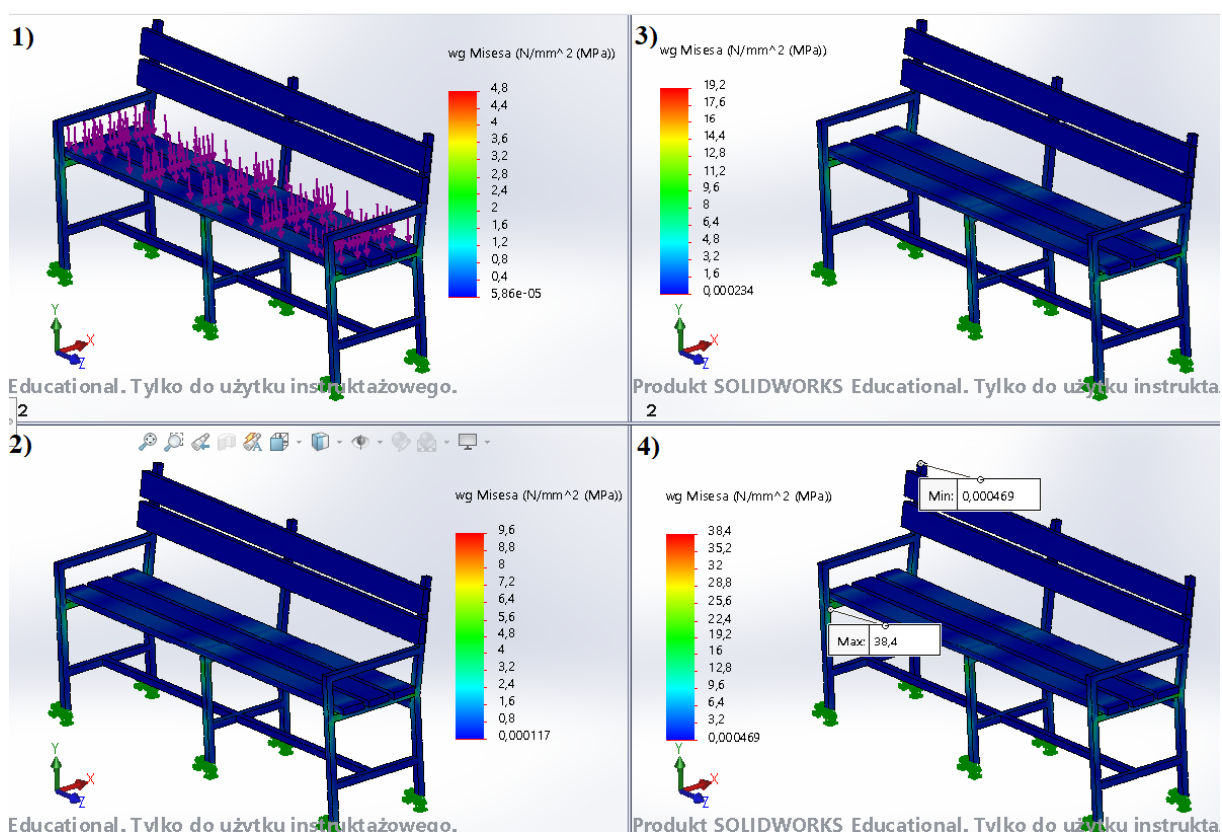 1)
wg Misesa (N/mm^2 (MPa))
4,8
4,4
4
3,6
3,2
2,8
2,4
2
1,6
1,2
0,8
0,4
5,86e-05
Y
X
Z
Educational. Tylko do użytku instruktażowego.
2
3)
wg Misesa (N/mm^2 (MPa))
19,2
17,6
16
14,4
12,8
11,2
9,6
8
6,4
4,8
3,2
1,6
0,000234
Y
X
Z
Produkt SOLIDWORKS Educational. Tylko do użytku instrukta
2
2)
wg Misesa (N/mm^2 (MPa))
9,6
8,8
8
7,2
6,4
5,6
4,8
4
3,2
2,4
1,6
0,8
0,000117
Y
X
Z
Educational. Tylko do użytku instruktażowego.
4)
wg Misesa (N/mm^2 (MPa))
38,4
35,2
32
28,8
25,6
22,4
19,2
16
12,8
9,6
6,4
3,2
0,000469
Min: 0,000469
Max: 38,4
Y
X
Z
Produkt SOLIDWORKS Educational. Tylko do użytku instrukta